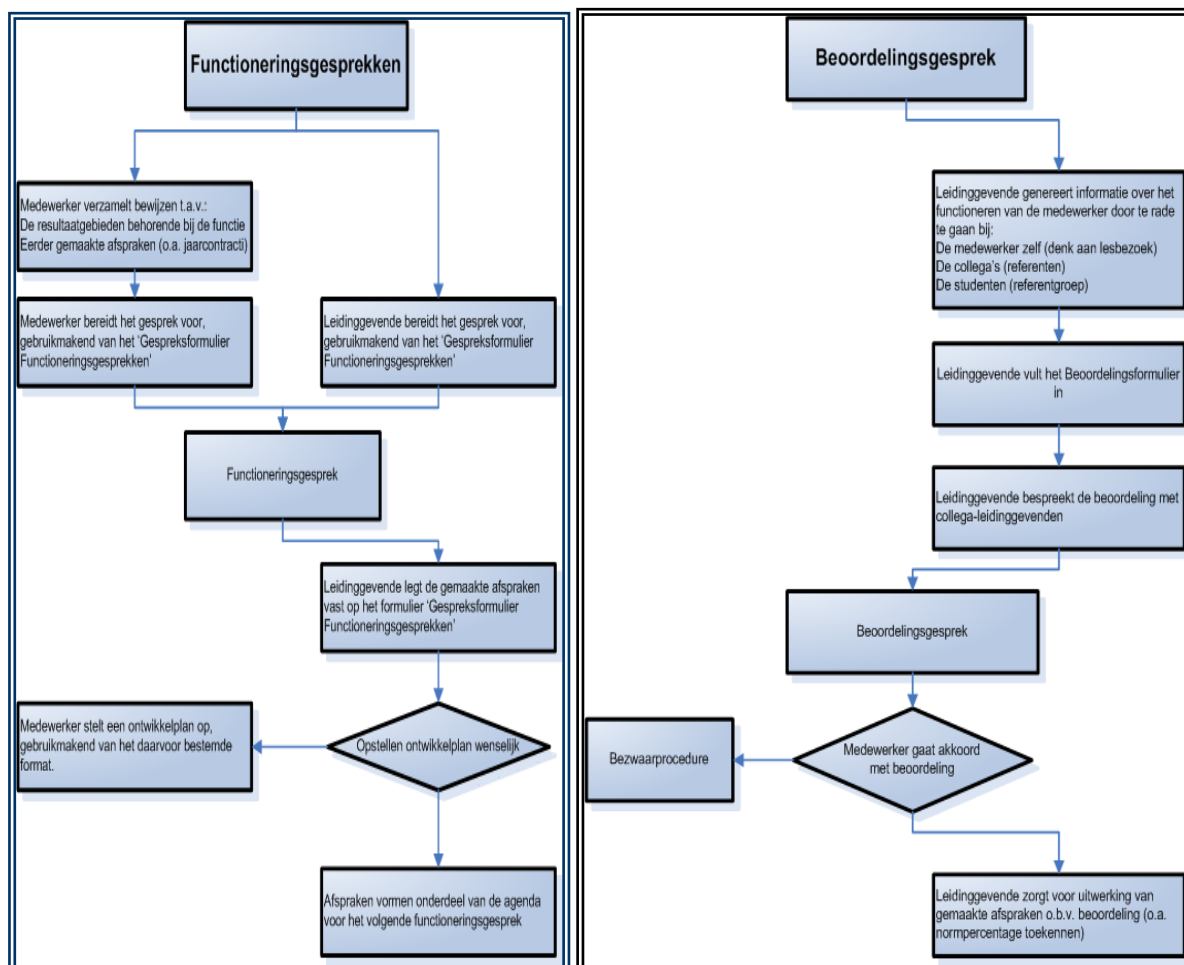 Functioneringsgesprekken
Medewerker verzamelt bewijzen t.a.v.:
De resultaatgebieden behorende bij de functie
Eerder gemaakte afspraken (o.a. jaarcontracti)
Medewerker bereidt het gesprek voor,
gebruikmakend van het ‘Gespreksformulier
Functioneringsgesprekken’
Leidinggevende bereidt het gesprek voor,
gebruikmakend van het ‘Gespreksformulier
Functioneringsgesprekken’
Functioneringsgesprek
Leidinggevende legt de gemaakte afspraken
vast op het formulier ‘Gespreksformulier
Functioneringsgesprekken’
Medewerker stelt een ontwikkelplan op,
gebruikmakend van het daarvoor bestemde
format.
Opstellen ontwikkelplan wenselijk
Afspraken vormen onderdeel van de agenda
voor het volgende functioneringsgesprek
Beoordelingsgesprek
Leidinggevende genereert informatie over het
functioneren van de medewerker door te rade
te gaan bij:
De medewerker zelf (denk aan lesbezoek)
De collega’s (referenten)
De studenten (referentgroep)
Leidinggevende vult het Beoordelingsformulier
in
Leidinggevende bespreekt de beoordeling met
collega-leidinggevenden
Beoordelingsgesprek
Bezwaarprocedure
Medewerker gaat akkoord
met beoordeling
Leidinggevende zorgt voor uitwerking van
gemaakte afspraken o.b.v. beoordeling (o.a.
normpercentage toekennen)